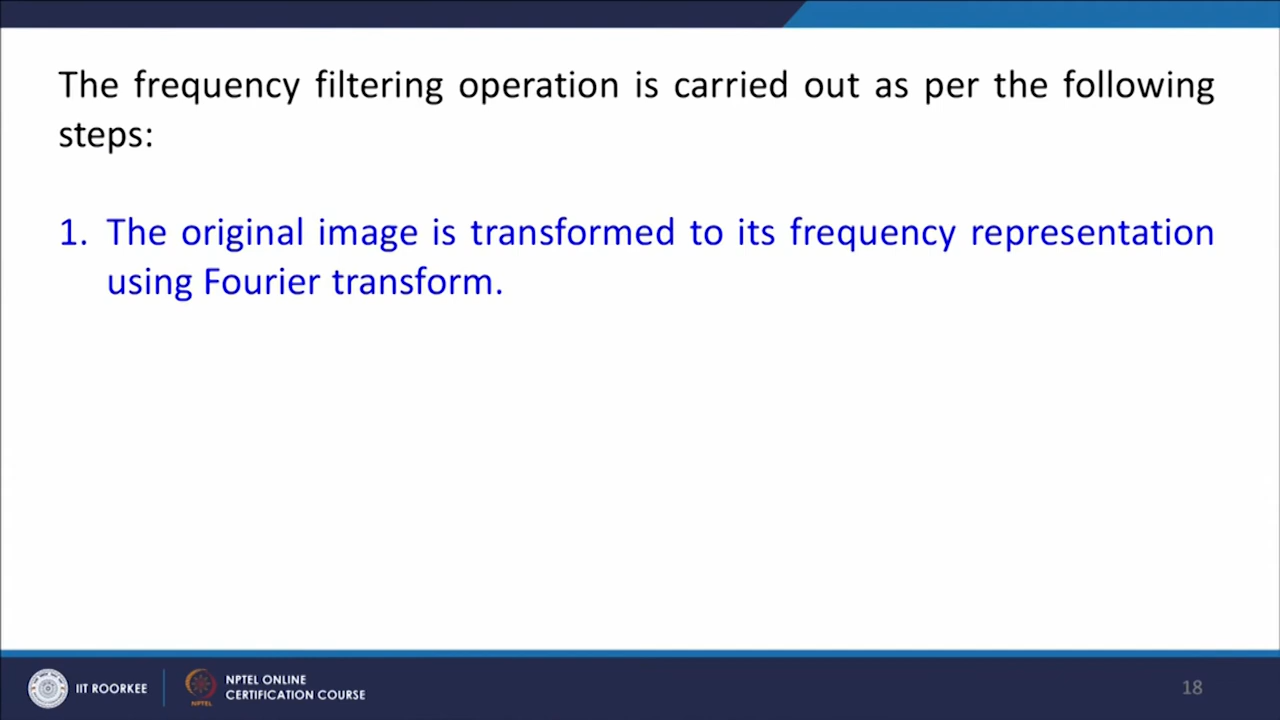 The frequency filtering operation is carried out as per the following
steps:
1. The original image is transformed to its frequency representation
using Fourier transform.
IIT ROORKEE
NPTEL
NPTEL ONLINE
CERTIFICATION COURSE
18